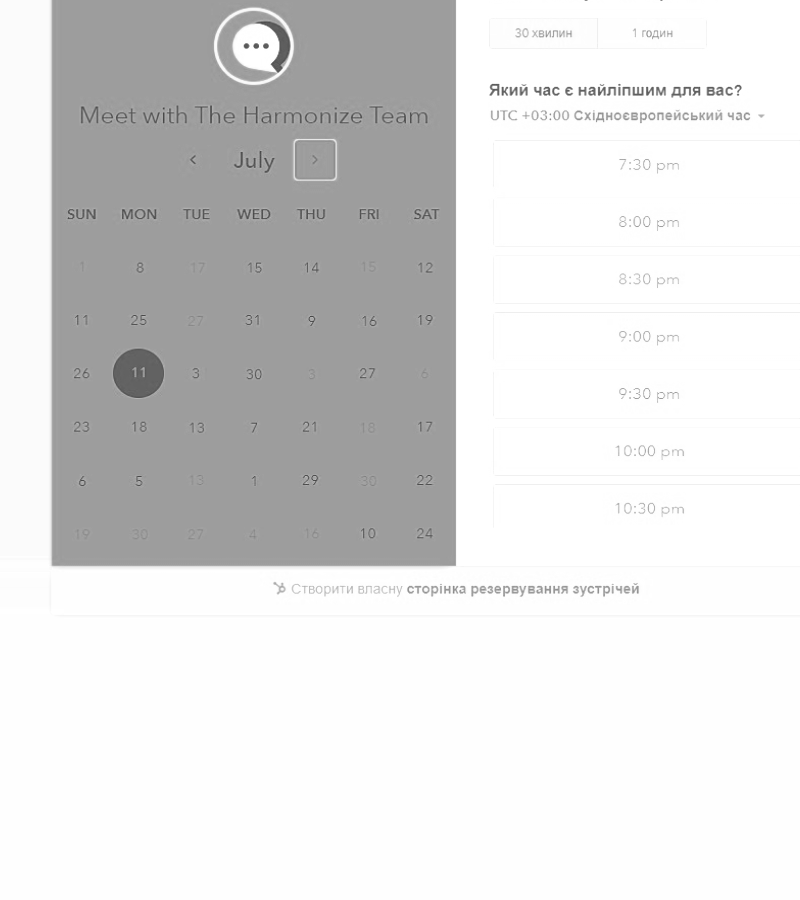 30 хвилин 1 годин
Meet with The Harmonize Team
July
SUN MON TUE WED THU FRI SAT
1 8 17 15 14 15 12
11 25 27 31 9 16 19
26 11 3 30 3 27 6
23 18 13 7 21 18 17
6 5 13 1 29 30 22
19 30 27 4 16 10 24
Який час є найліпшим для вас?
UTC +03:00 Східноєвропейський час
7:30 pm
8:00 pm
8:30 pm
9:00 pm
9:30 pm
10:00 pm
10:30 pm
Створити власну сторінка резервування зустрічей